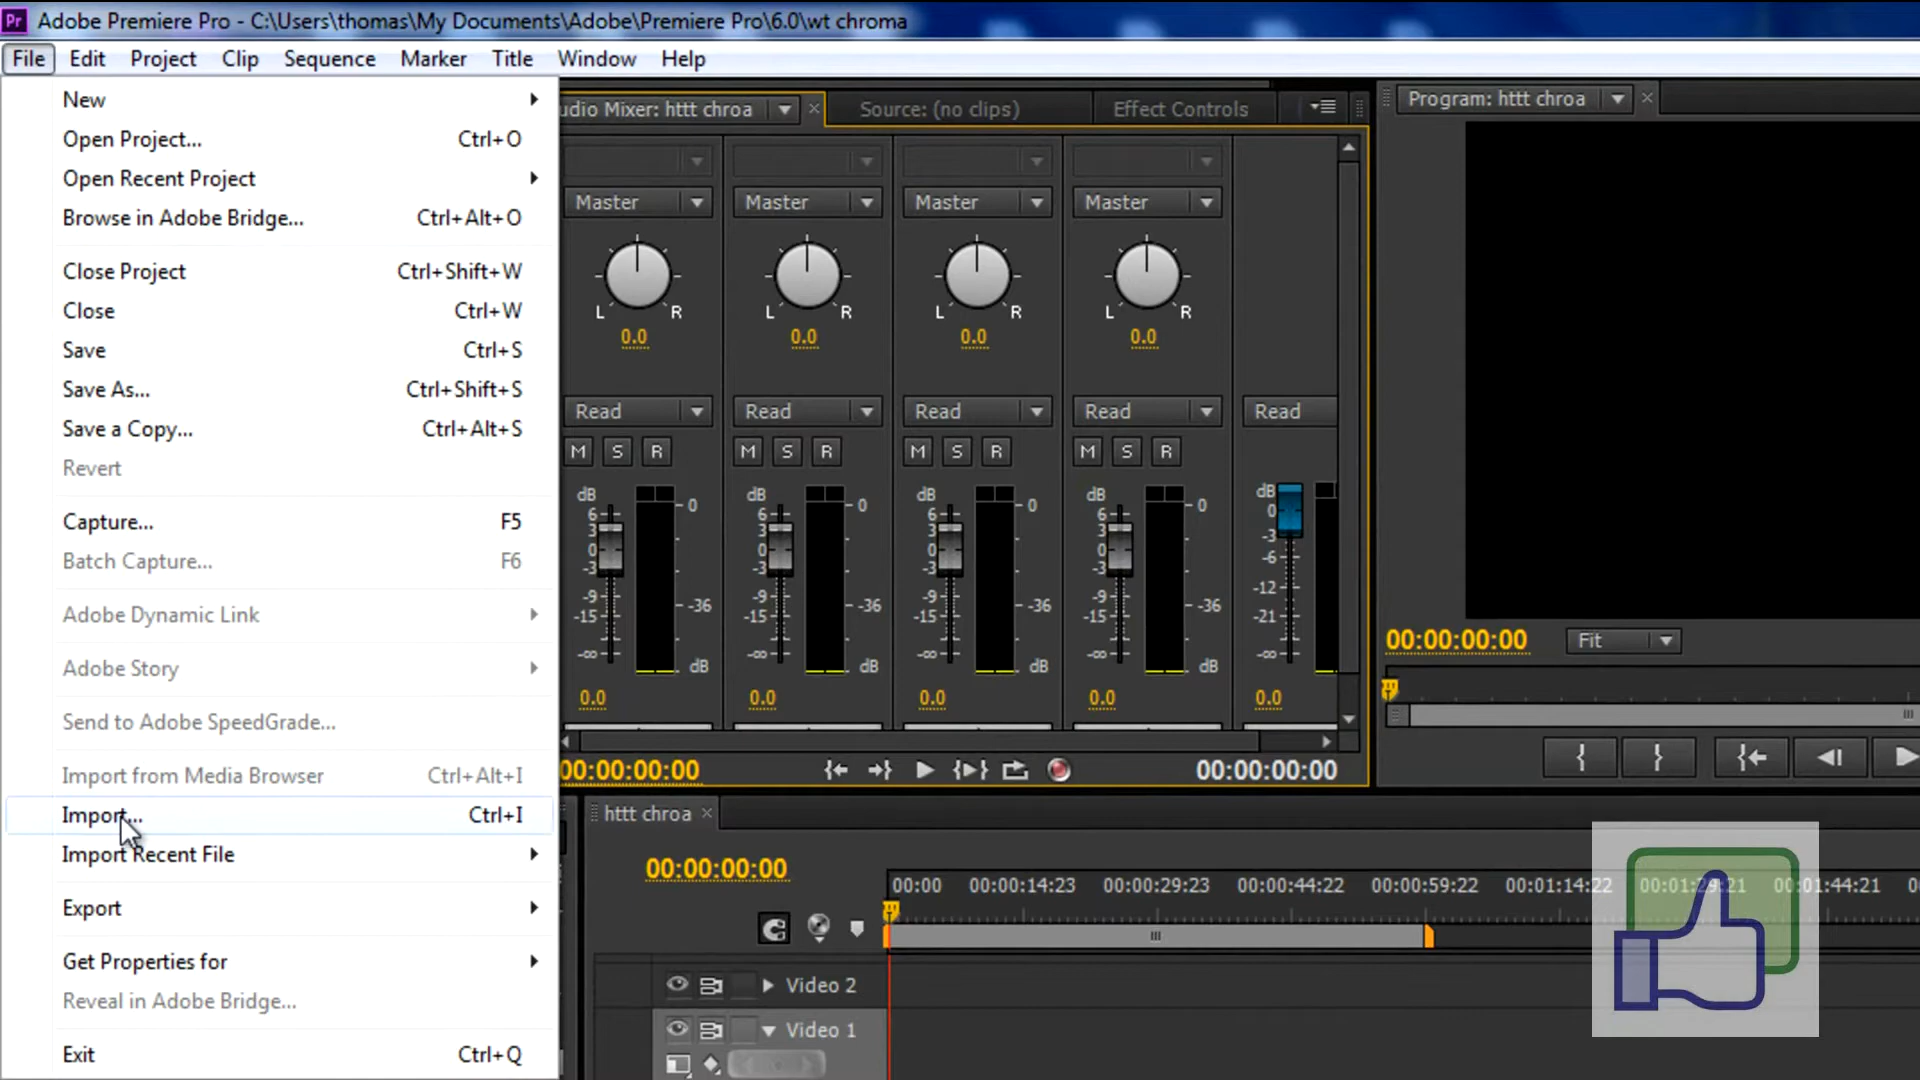 Pr Adobe Premiere Pro - C:\Users\thomas\My Documents\Adobe\Premiere Pro\6.0\wt chroma
File Edit Project Clip Sequence Marker Title Window Help
New
Open Project... Ctrl+O
Open Recent Project
Browse in Adobe Bridge... Ctrl+Alt+O
Close Project Ctrl+Shift+W
Close Ctrl+W
Save Ctrl+S
Save As... Ctrl+Shift+S
Save a Copy... Ctrl+Alt+S
Revert
Capture... F5
Batch Capture... F6
Adobe Dynamic Link
Adobe Story
Send to Adobe SpeedGrade...
Import from Media Browser Ctrl+Alt+I
Import... Ctrl+I
Import Recent File
Export
Get Properties for
Reveal in Adobe Bridge...
Exit Ctrl+Q
udio Mixer: httt chroa Source: (no clips) Effect Controls
Master Master Master Master
L R L R L R L R
0.0 0.0 0.0 0.0
Read Read Read Read Read
M S R M S R M S R M S R
dB dB dB dB dB
6 0 6 0 6 0 6 0 0
3 3 3 3 -3
0 0 0 0 -6
-3 -3 -3 -3 -12
-9 -36 -9 -36 -9 -36 -9 -36
-15 -15 -15 -15 -21
-∞ dB -∞ dB -∞ dB -∞ dB -∞
0.0 0.0 0.0 0.0 0.0
00:00:00:00 00:00:00:00
Program: httt chroa
00:00:00:00 Fit
httt chroa
00:00:00:00
00:00 00:00:14:23 00:00:29:23 00:00:44:22 00:00:59:22 00:01:14:22 00:01:29:21 00:01:44:21
Video 2
Video 1